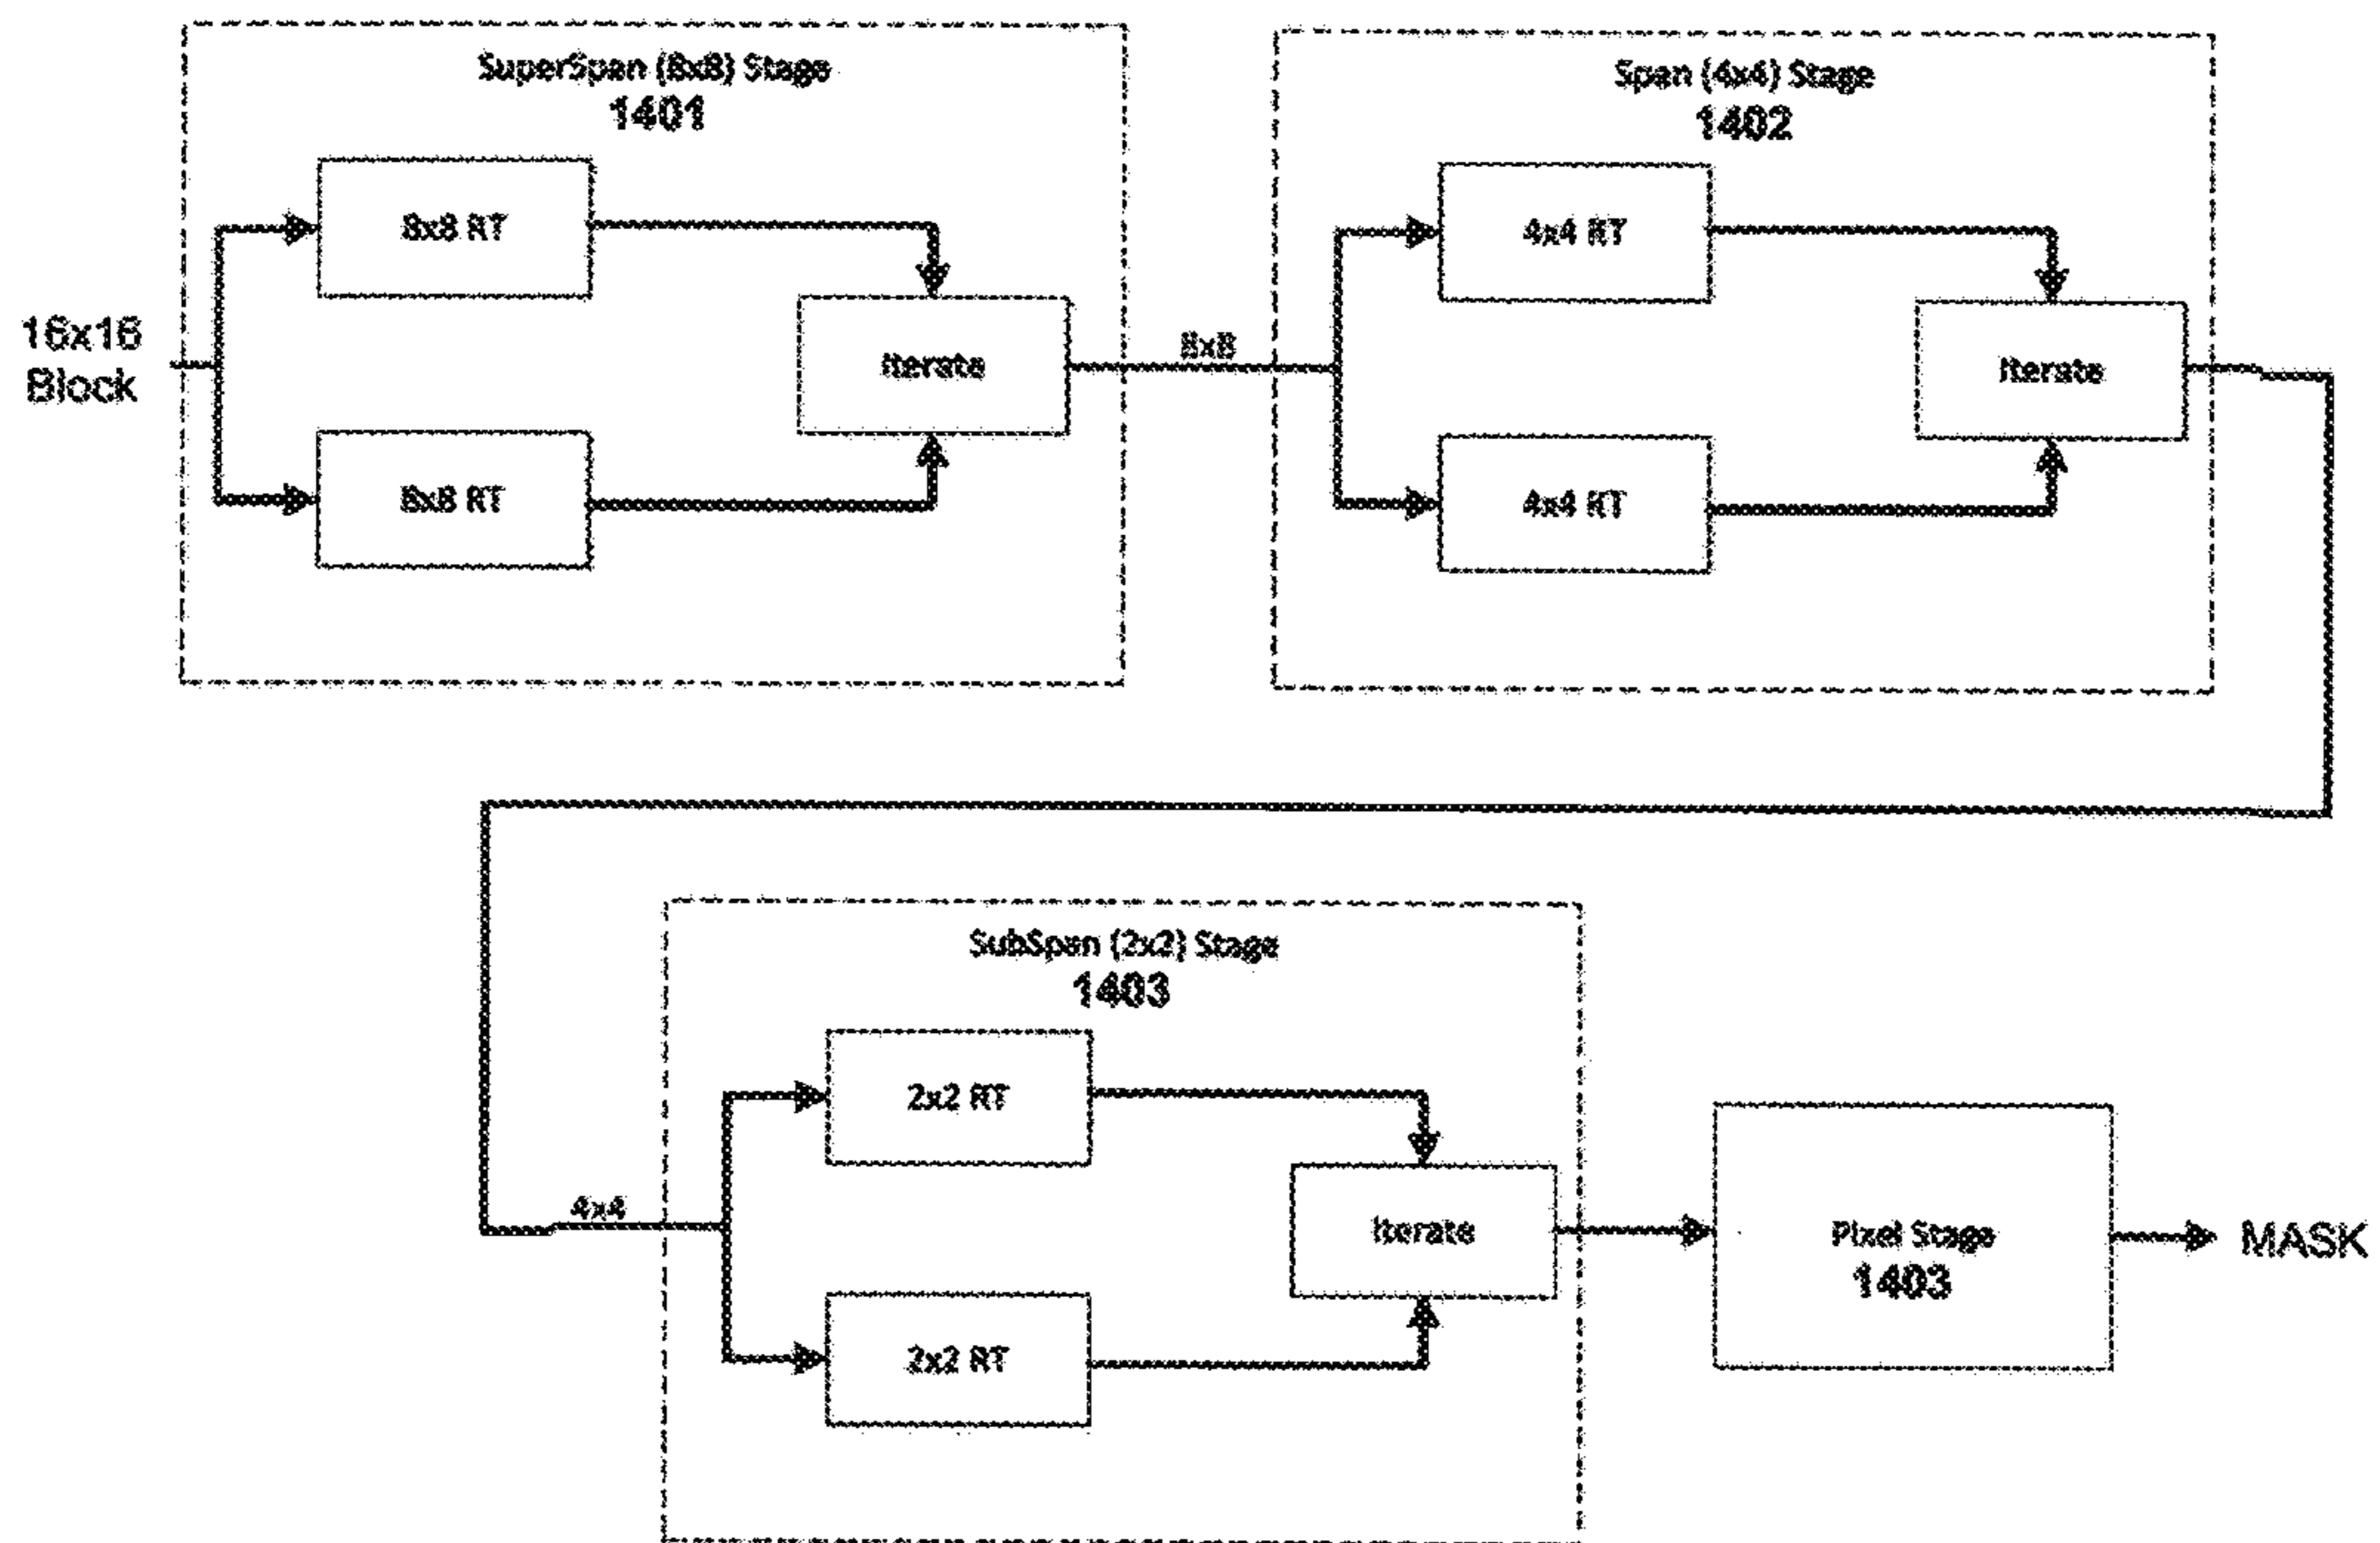 SuperSpan (8x8) Stage
1401
8x8 RT
8x8 RT
Iterate
16x16
Block
8x8
Span (4x4) Stage
1402
4x4 RT
4x4 RT
Iterate
SubSpan (2x2) Stage
1403
2x2 RT
2x2 RT
Iterate
4x4
Pixel Stage
1403
MASK